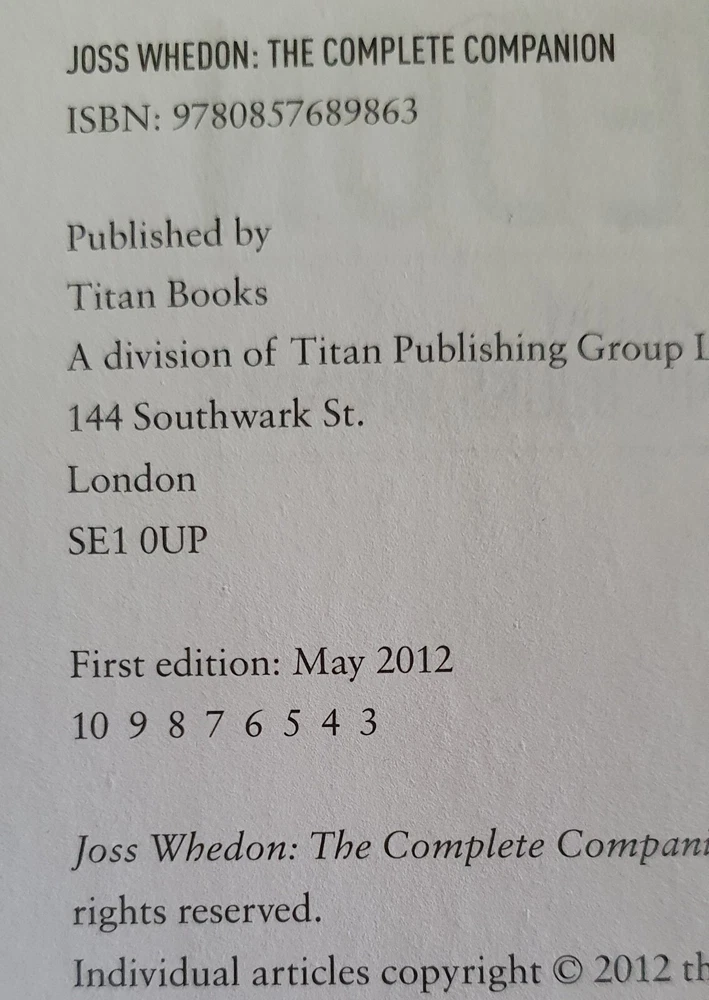 JOSS WHEDON: THE COMPLETE COMPANION
ISBN: 9780857689863
Published by
Titan Books
A division of Titan Publishing Group
144 Southwark St.
London
SE1 0UP
First edition: May 2012
10 9 8 7 6 5 4 3
Joss Whedon: The Complete
rights reserved.
Individual articles copyright © 2012